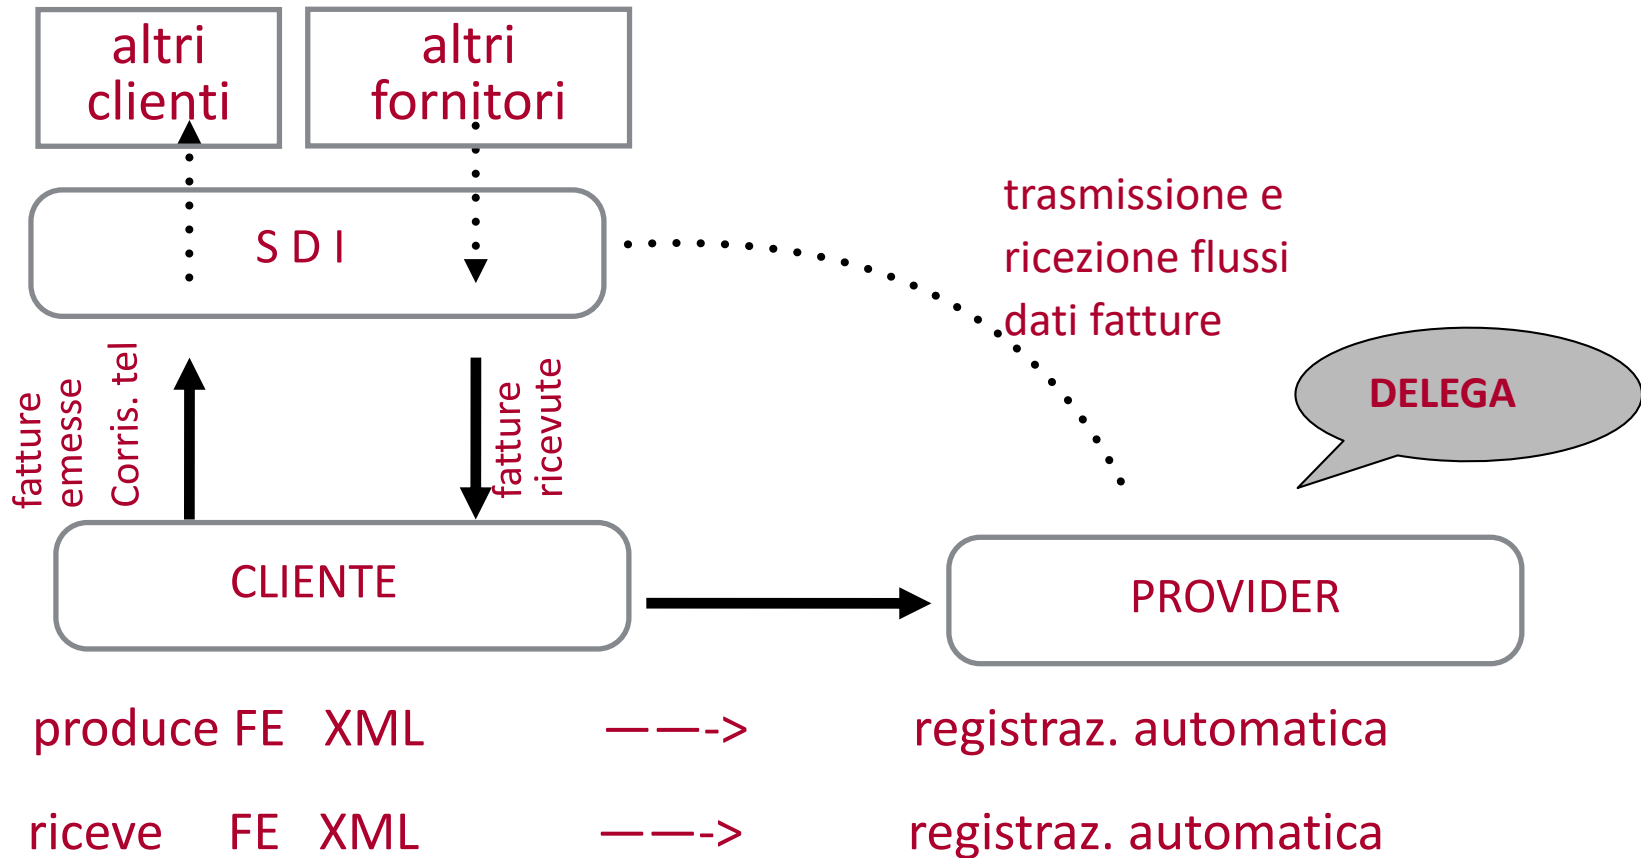 altri
clienti
altri
fornitori
S D I
trasmissione e
ricezione flussi
dati fatture
DELEGA
fatture
emesse
Corris. tel
fatture
ricevute
CLIENTE
PROVIDER
produce FE XML — — -> registraz. automatica
riceve FE XML — — -> registraz. automatica